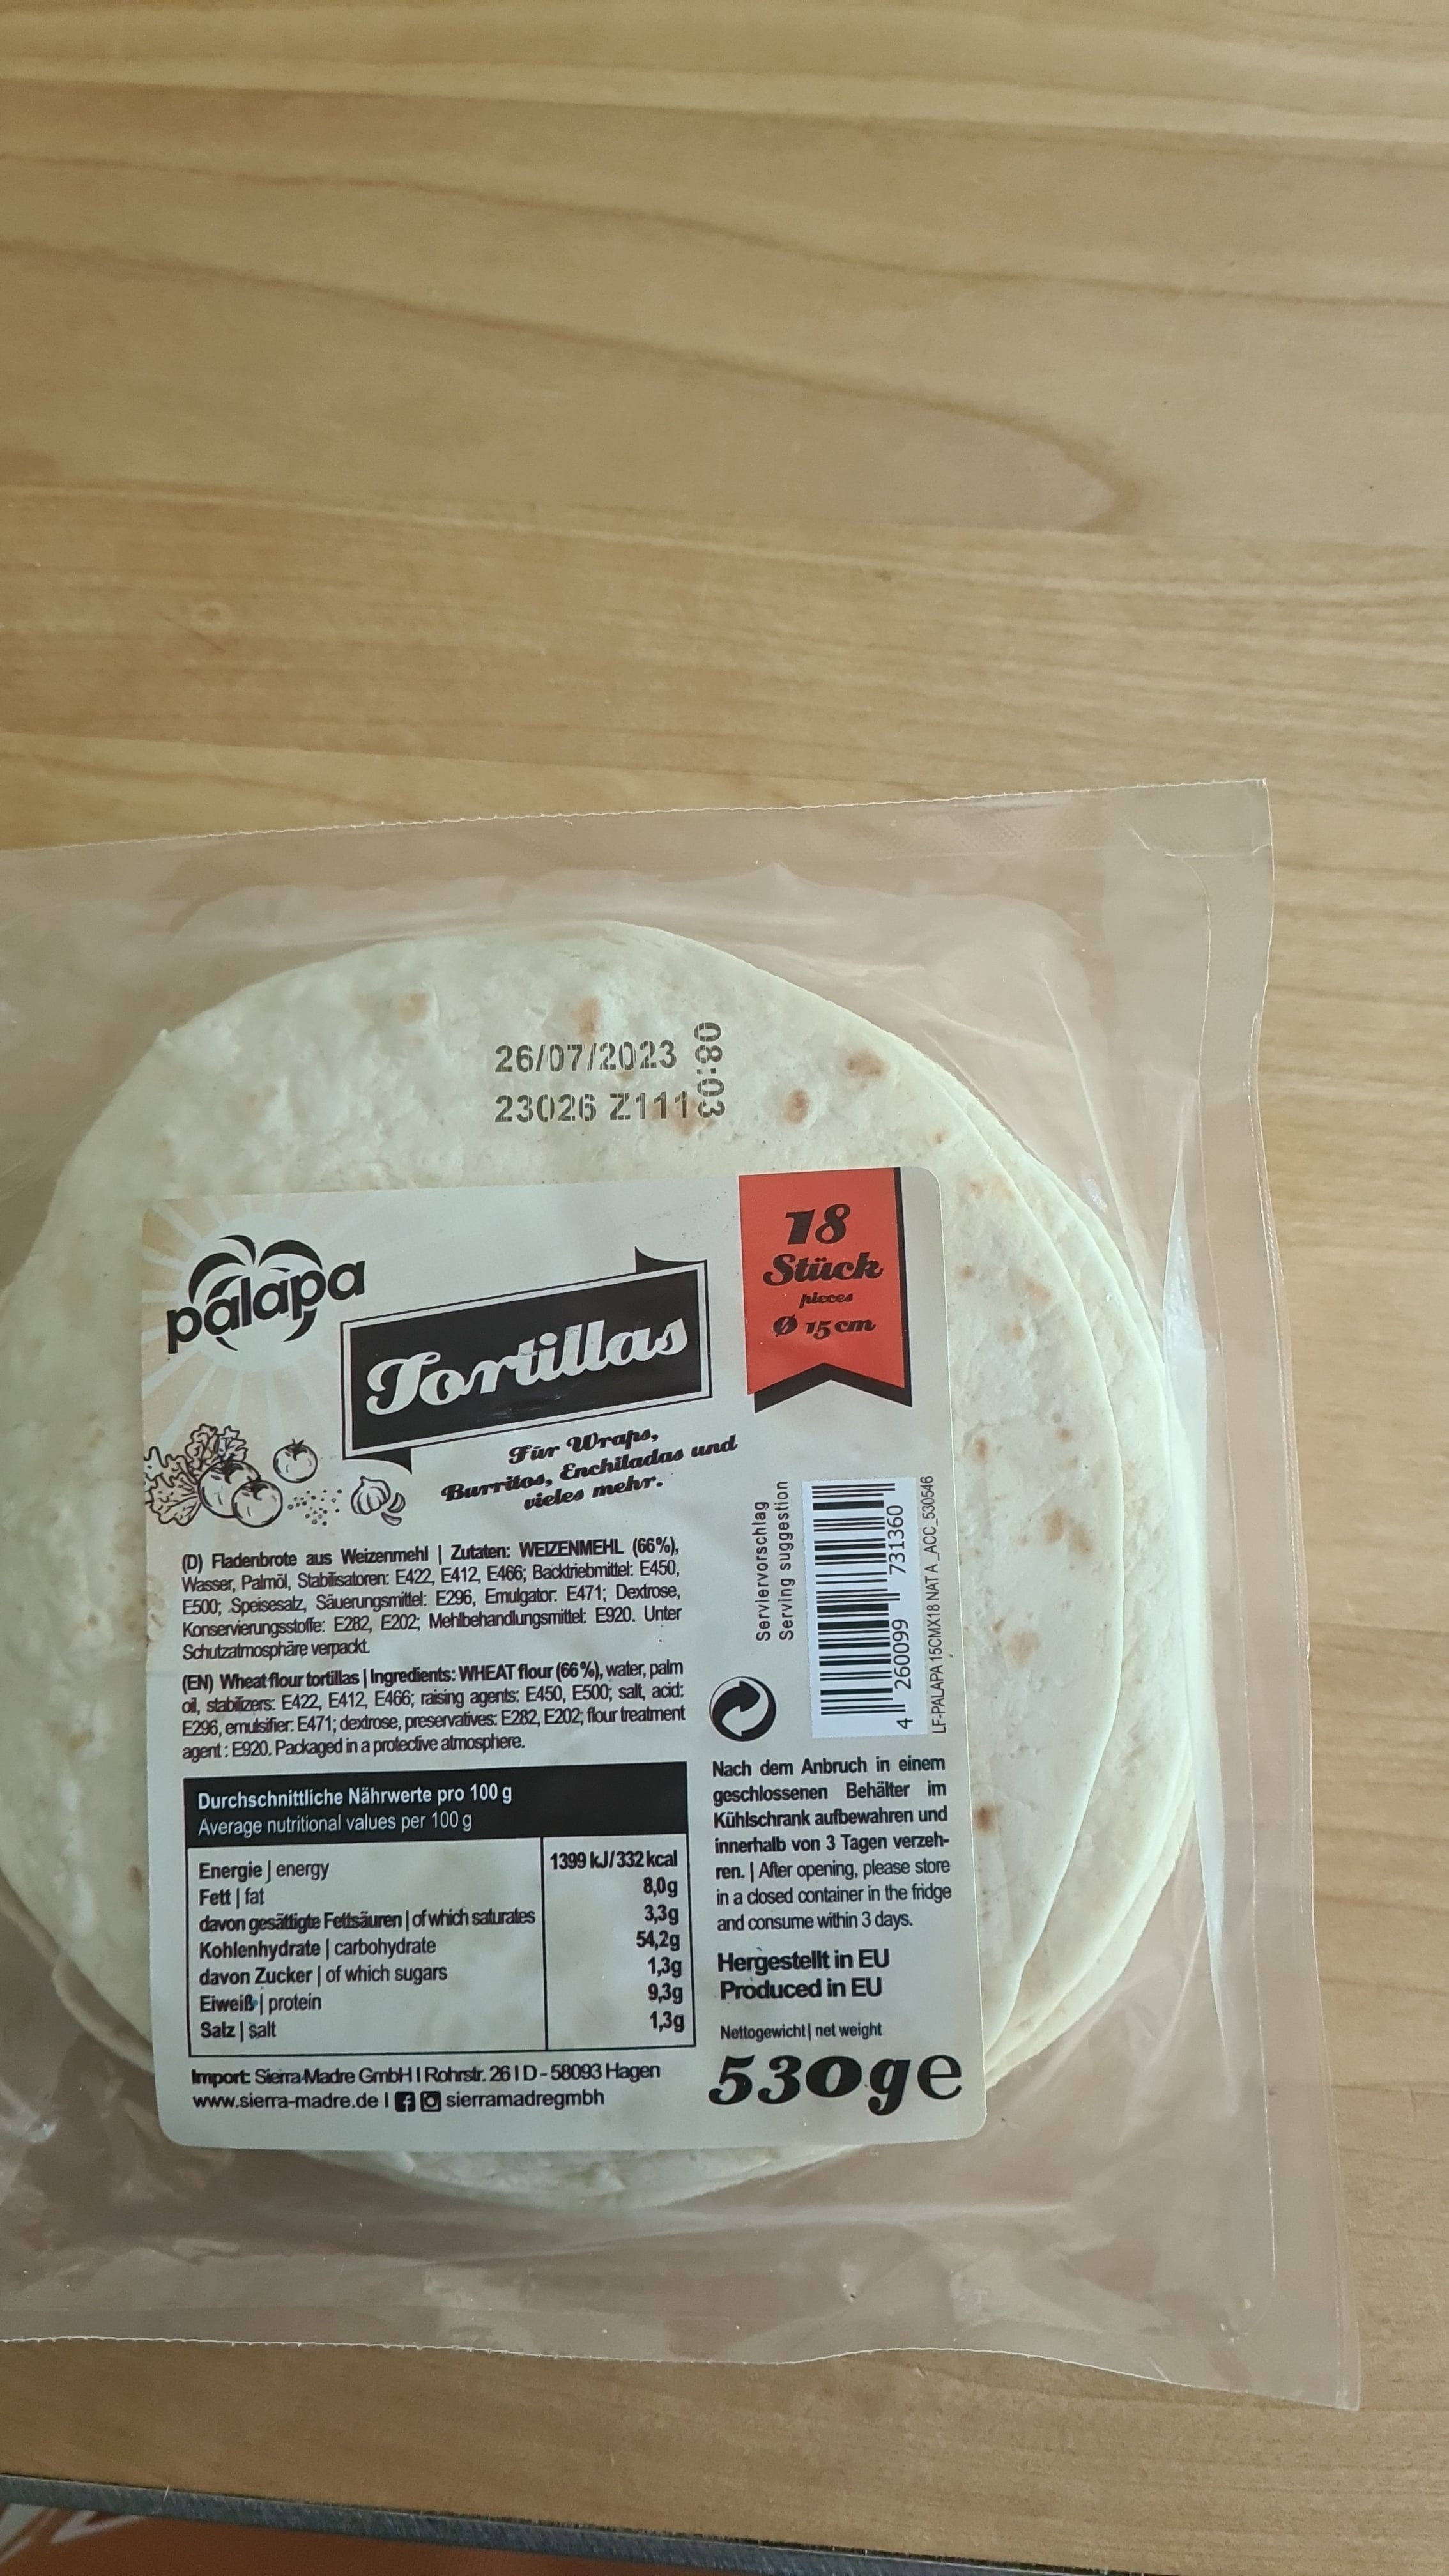 26/07/2023
23026 Z111
08:03
palapa
Tortillas
Für Wraps,
Burritos, Enchiladas und
vieles mehr.
18
Stück
pieces
Ø 15cm
(D) Fladenbrote aus Weizenmehl | Zutaten: WEIZENMEHL (66%),
Wasser, Palmöl, Stabilisatoren: E422, E412, E466; Backtriebmittel: E450,
E500; Speisesalz, Säuerungsmittel: E296, Emulgator: E471; Dextrose,
Konservierungsstoffe: E282, E202; Mehlbehandlungsmittel: E920. Unter
Schutzatmosphäre verpackt.
(EN) Wheat flour tortillas | Ingredients: WHEAT flour (66%), water, palm
oil, stabilizers: E422, E412, E466; raising agents: E450, E500; salt, acid:
E296, emulsifier: E471; dextrose, preservatives: E282, E202; flour treatment
agent : E920. Packaged in a protective atmosphere.
Serviervorschlag
Serving suggestion
4 260099 731360
LF-PALAPA 15CMX18 NAT A_ACC_530546
Durchschnittliche Nährwerte pro 100 g
Average nutritional values per 100 g
Energie | energy 1399 kJ/332 kcal
Fett | fat 8,0g
davon gesättigte Fettsäuren | of which saturates 3,3g
Kohlenhydrate | carbohydrate 54,2g
davon Zucker | of which sugars 1,3g
Eiweiß | protein 9,3g
Salz | salt 1,3g
Nach dem Anbruch in einem
geschlossenen Behälter im
Kühlschrank aufbewahren und
innerhalb von 3 Tagen verzeh-
ren. | After opening, please store
in a closed container in the fridge
and consume within 3 days.
Hergestellt in EU
Produced in EU
Nettogewicht | net weight
530ge
Import: Sierra Madre GmbH I Rohrstr. 26 I D - 58093 Hagen
www.sierra-madre.de I sierramadregmbh